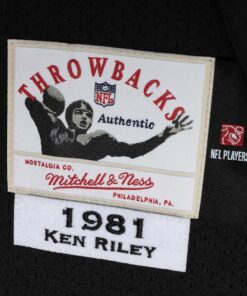 THROWBACKS
NFL
Authentic
NOSTALGIA CO.
Mitchell & Ness
PHILADELPHIA, PA.
NFL PLAYERS
1981
KEN RILEY